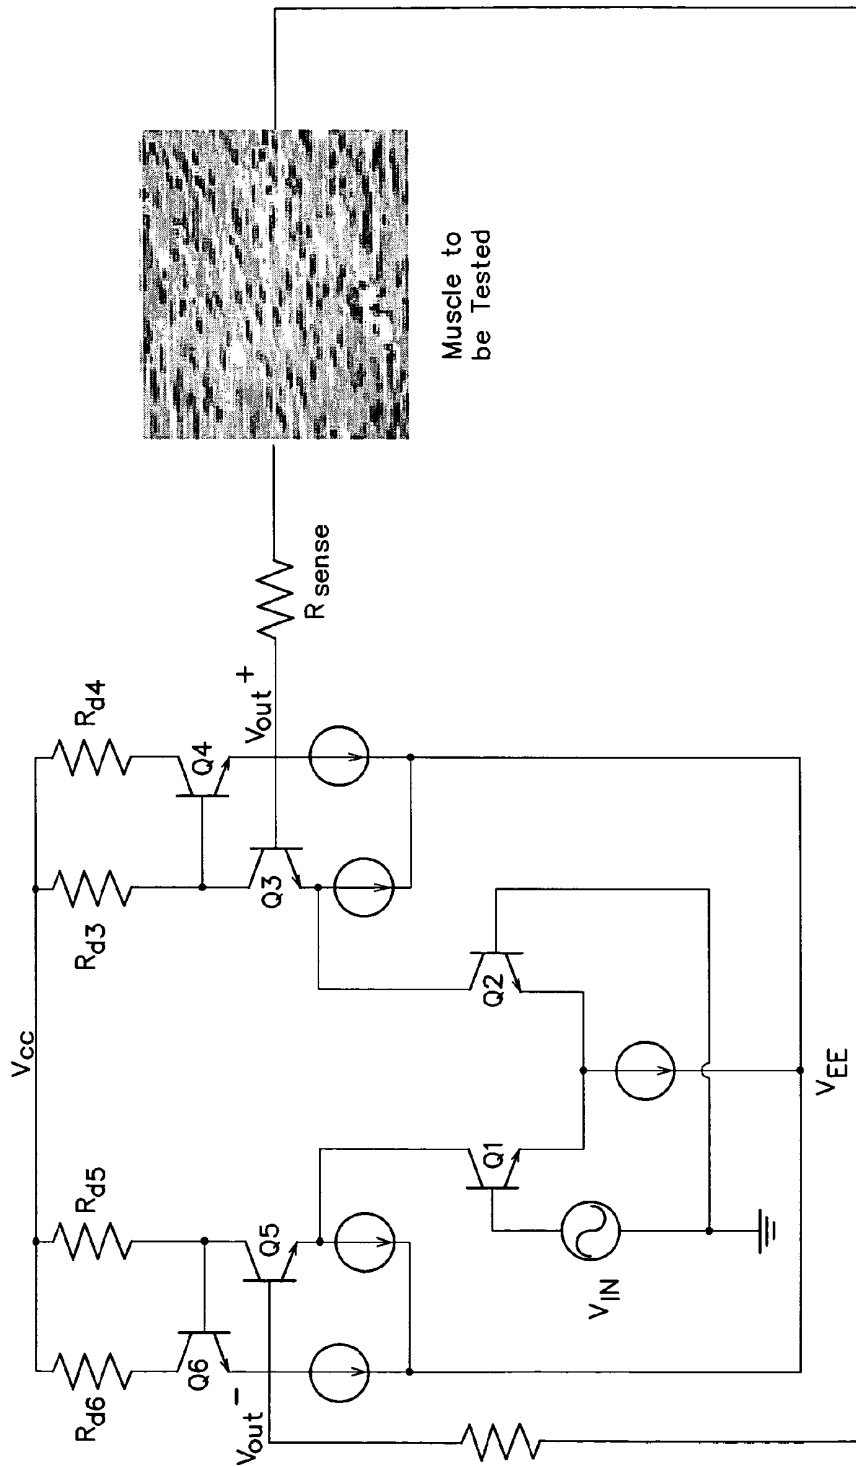 Vcc
Rd6
Rd5
Rd3
Rd4
Q6
Q5
Q3
Q4
Vout-
Vout+
Rsense
Muscle to
be Tested
Q1
Q2
VIN
VEE